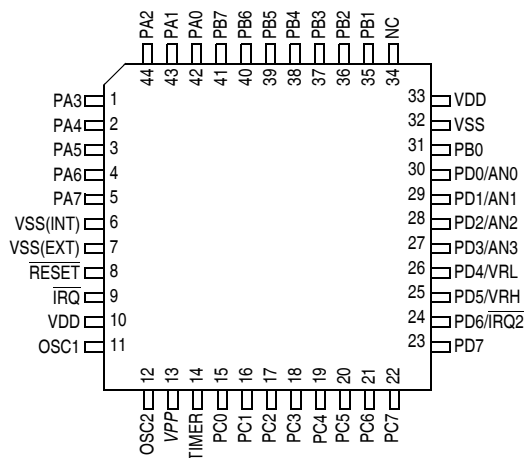 PA2 PA1 PA0 PB7 PB6 PB5 PB4 PB3 PB2 PB1 NC
44 43 42 41 40 39 38 37 36 35 34
PA3 1
PA4 2
PA5 3
PA6 4
PA7 5
VSS(INT) 6
VSS(EXT) 7
RESET 8
IRQ 9
VDD 10
OSC1 11
33 VDD
32 VSS
31 PB0
30 PD0/AN0
29 PD1/AN1
28 PD2/AN2
27 PD3/AN3
26 PD4/VRL
25 PD5/VRH
24 PD6/IRQ2
23 PD7
12 13 14 15 16 17 18 19 20 21 22
OSC2 VPP TIMER PC0 PC1 PC2 PC3 PC4 PC5 PC6 PC7